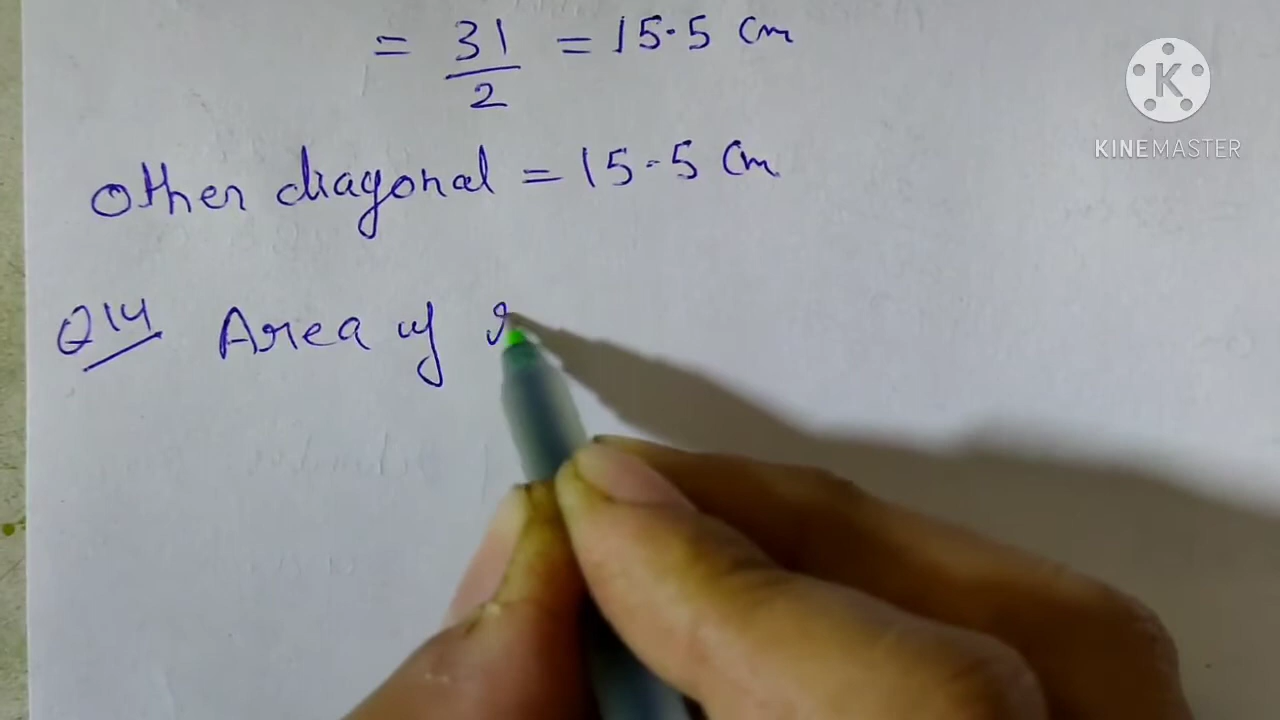 = 31/2 = 15.5 cm
K
KINEMASTER
Other diagonal = 15.5 cm
Q14 Area of